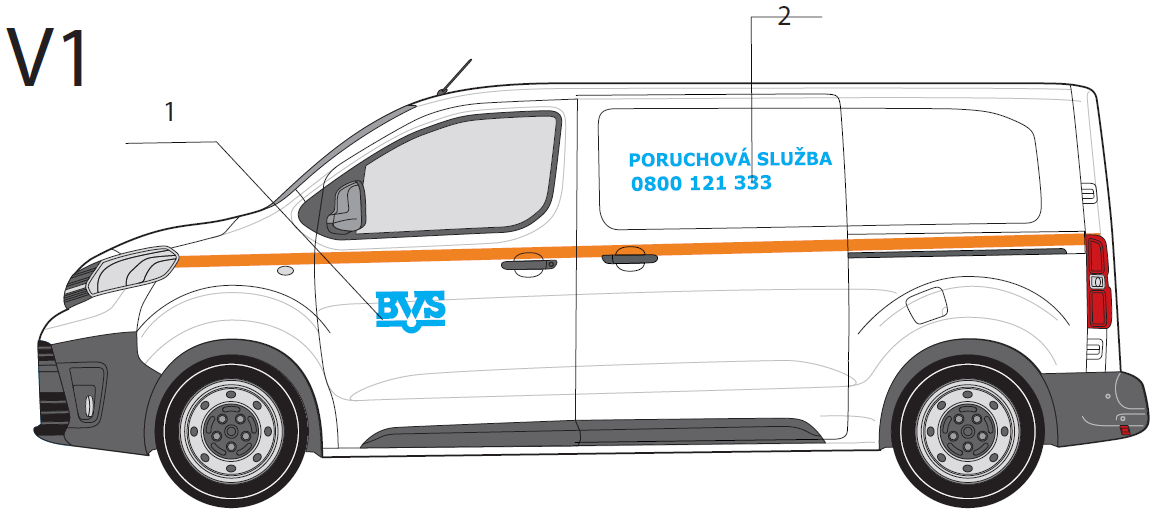 V1
2
1
PORUCHOVÁ SLUŽBA
0800 121 333
BVS